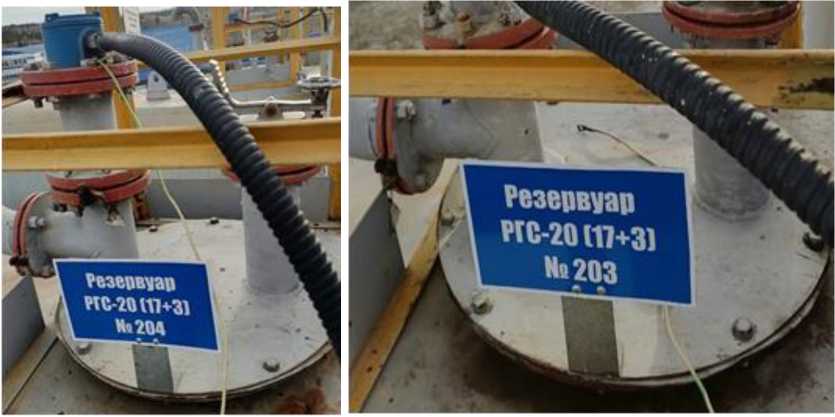 Резервуар
РГС-20 (17+3)
№ 204
Резервуар
РГС-20 (17+3)
№ 203